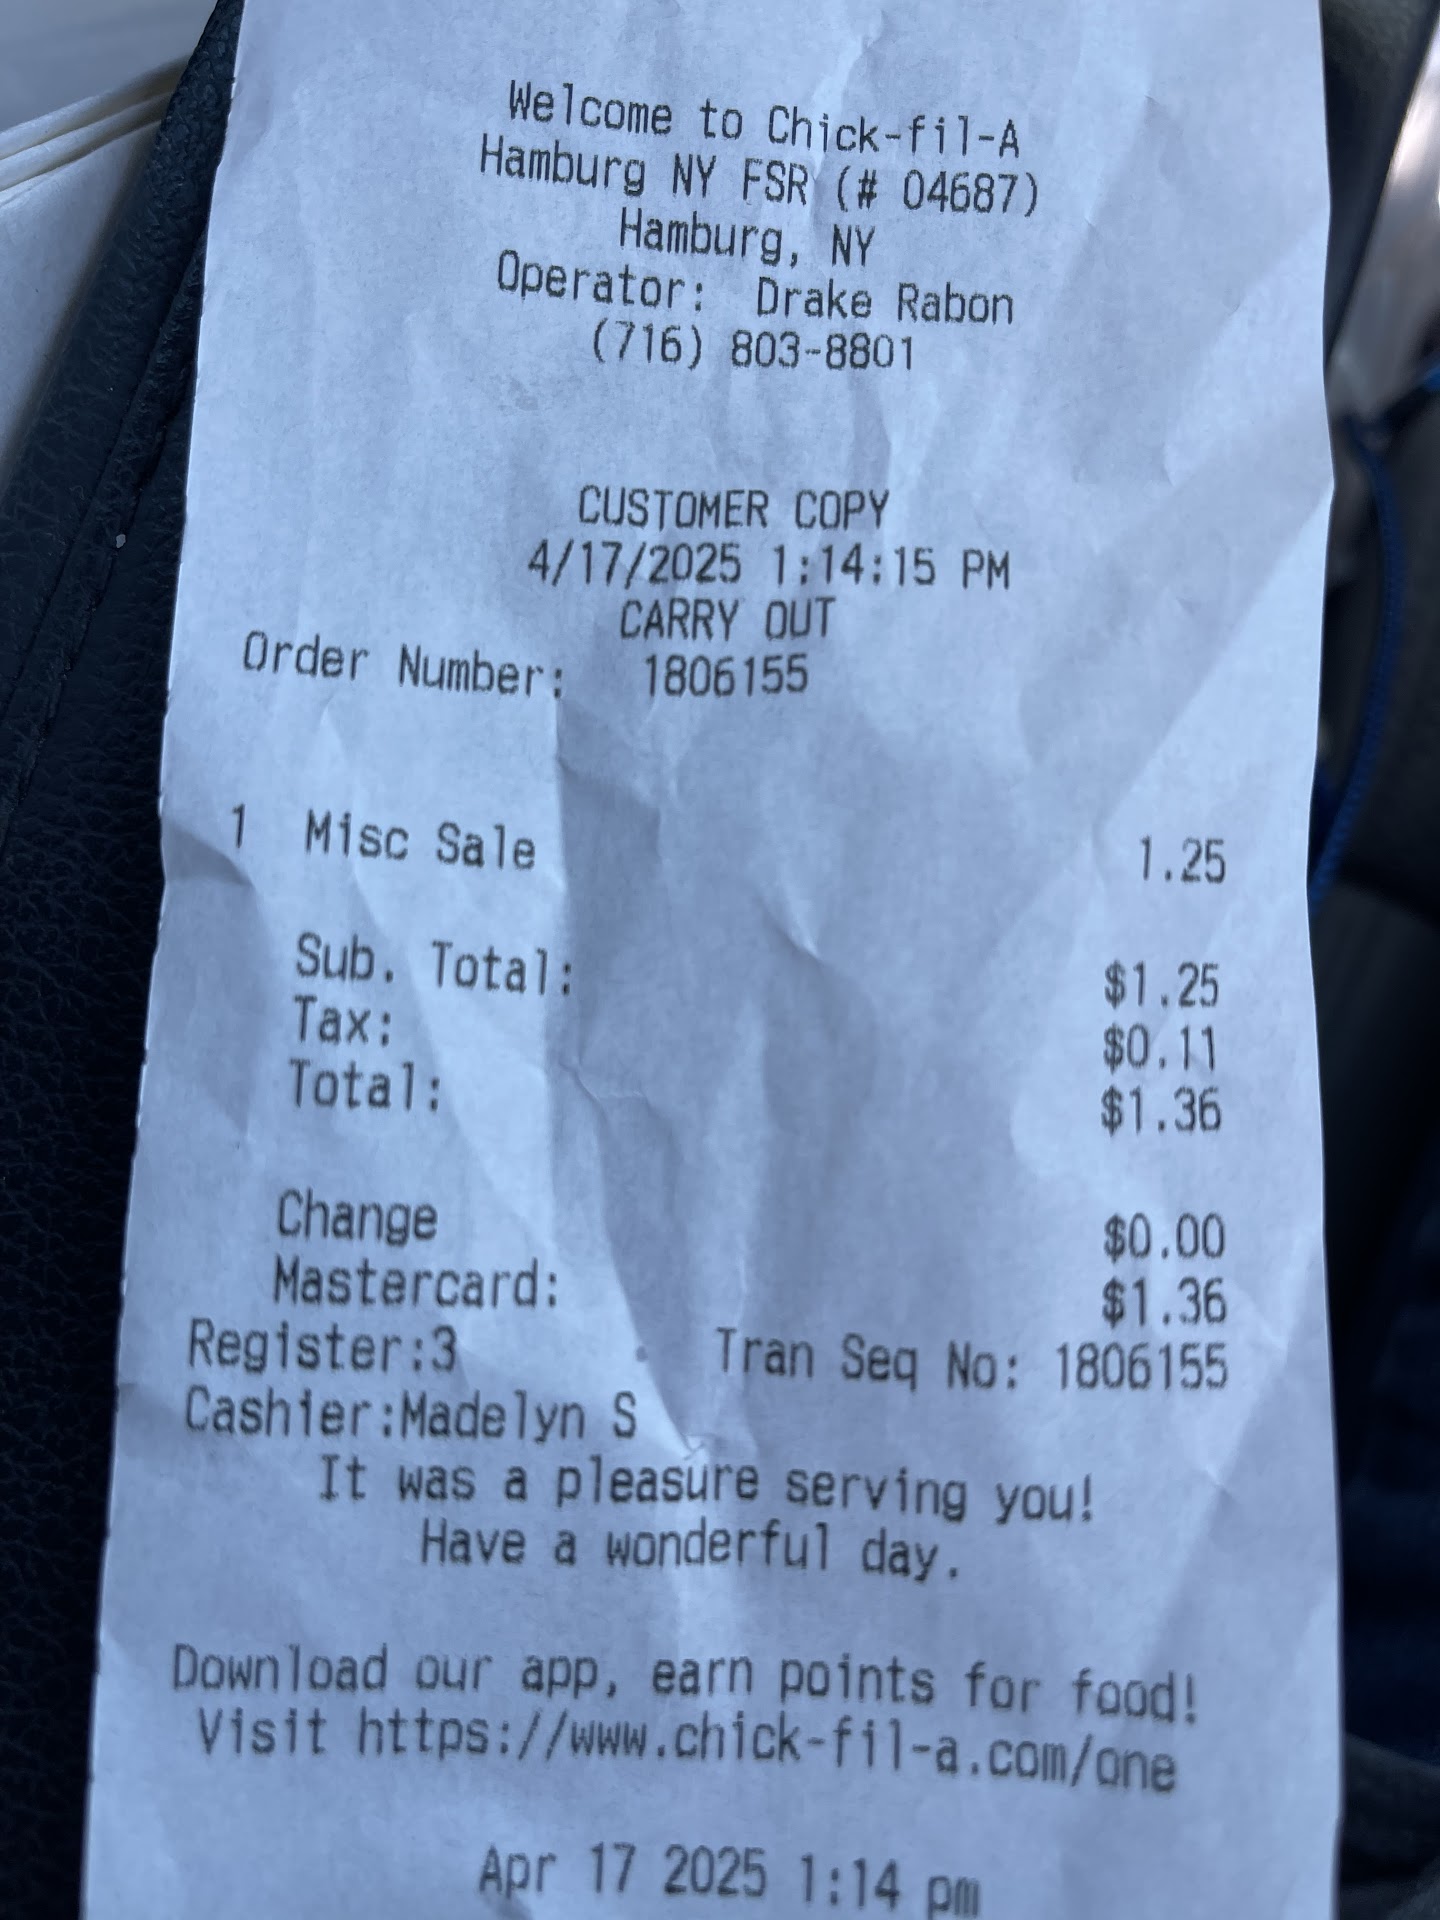 Welcome to Chick-fil-A
Hamburg NY FSR (# 04687)
Hamburg, NY
Operator: Drake Rabon
(716) 803-8801
CUSTOMER COPY
4/17/2025 1:14:15 PM
CARRY OUT
Order Number: 1806155
1 Misc Sale 1.25
Sub. Total: $1.25
Tax: $0.11
Total: $1.36
Change $0.00
Mastercard: $1.36
Register:3 Tran Seq No: 1806155
Cashier:Madelyn S
It was a pleasure serving you!
Have a wonderful day.
Download our app, earn points for food!
Visit https://www.chick-fil-a.com/one
Apr 17 2025 1:14 pm